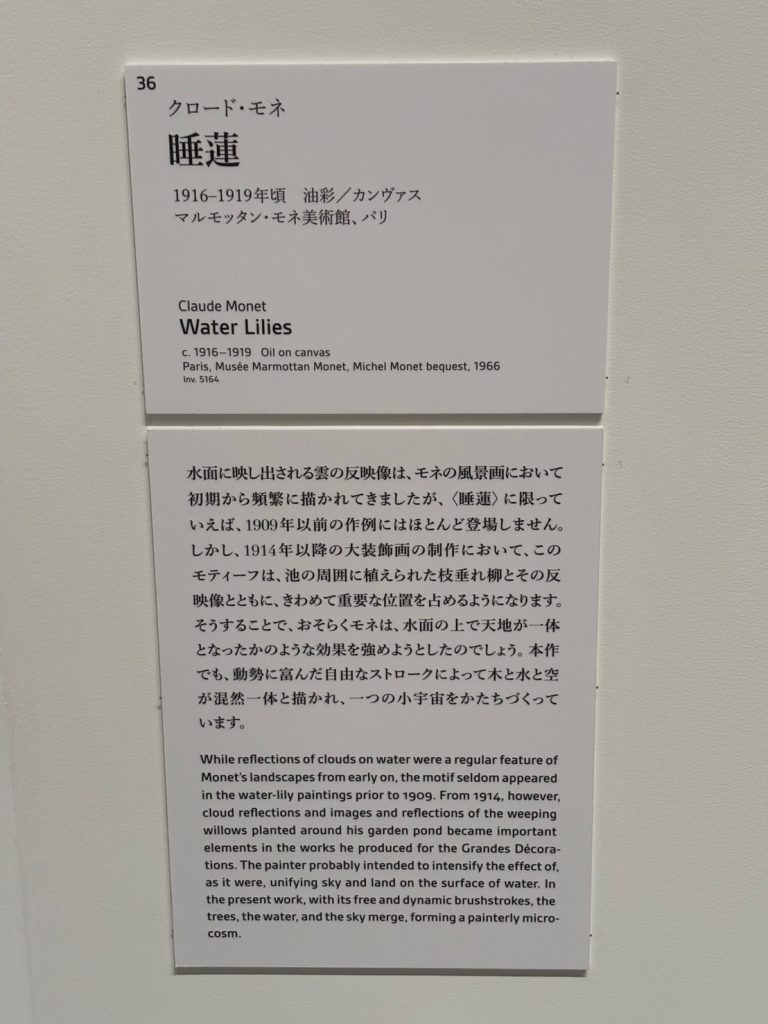 36
クロード・モネ
睡蓮
1916–1919年頃　油彩／カンヴァス
マルモッタン・モネ美術館、パリ
Claude Monet
Water Lilies
c. 1916–1919 Oil on canvas
Paris, Musée Marmottan Monet, Michel Monet bequest, 1966
Inv. 5164
水面に映し出される雲の反映像は、モネの風景画において
初期から頻繁に描かれてきましたが、〈睡蓮〉に限って
いえば、1909年以前の作例にはほとんど登場しません。
しかし、1914年以降の大装飾画の制作において、この
モティーフは、池の周囲に植えられた枝垂れ柳とその反
映像とともに、きわめて重要な位置を占めるようになります。
そうすることで、おそらくモネは、水面の上で天地が一体
となったかのような効果を強めようとしたのでしょう。本作
でも、動勢に富んだ自由なストロークによって木と水と空
が混然一体と描かれ、一つの小宇宙をかたちづくって
います。
While reflections of clouds on water were a regular feature of
Monet's landscapes from early on, the motif seldom appeared
in the water-lily paintings prior to 1909. From 1914, however,
cloud reflections and images and reflections of the weeping
willows planted around his garden pond became important
elements in the works he produced for the Grandes Décora-
tions. The painter probably intended to intensify the effect of,
as it were, unifying sky and land on the surface of water. In
the present work, with its free and dynamic brushstrokes, the
trees, the water, and the sky merge, forming a painterly micro-
cosm.